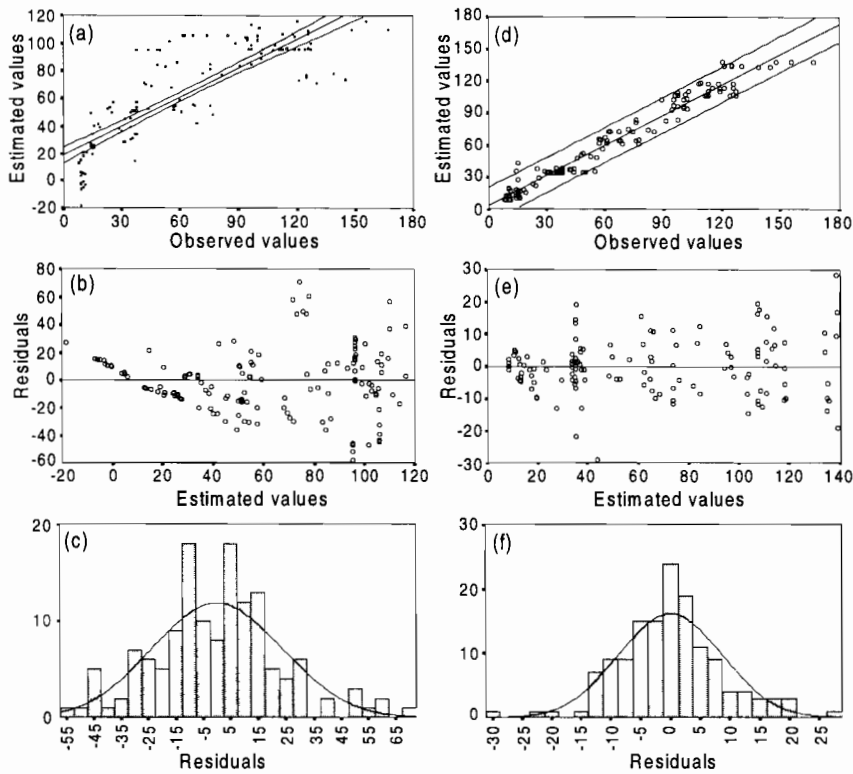 (a)
Estimated values
120
100
80
60
40
20
0
-20
0 30 60 90 120 150 180
Observed values
(d)
Estimated values
180
150
120
90
60
30
0
0 30 60 90 120 150 180
Observed values
(b)
Residuals
80
60
40
20
0
-20
-40
-60
-20 0 20 40 60 80 100 120
Estimated values
(e)
Residuals
30
20
10
0
-10
-20
-30
0 20 40 60 80 100 120 140
Estimated values
(c)
20
10
0
-55 -45 -35 -25 -15 -5 5 15 25 35 45 55 65
Residuals
(f)
30
20
10
0
-30 -25 -20 -15 -10 -5 0 5 10 15 20 25
Residuals